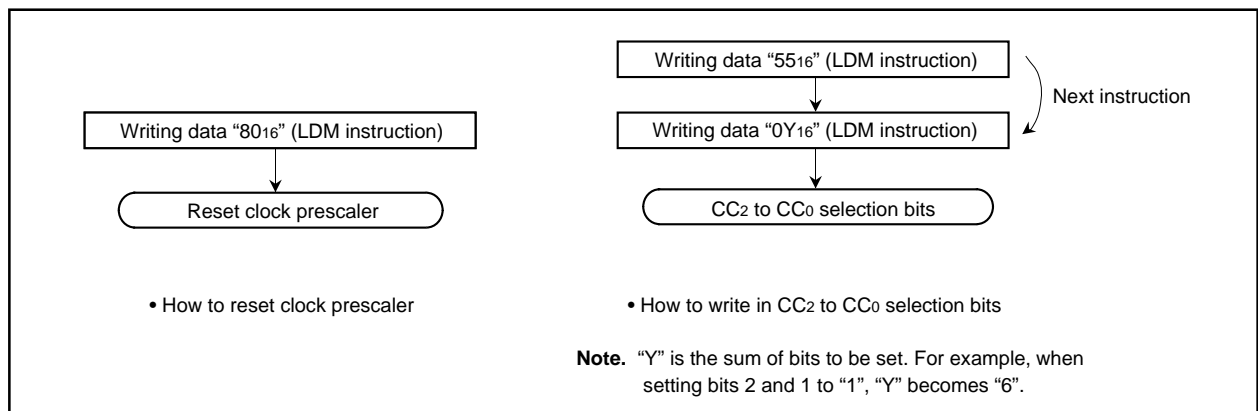 Writing data “80₁₆” (LDM instruction)
Reset clock prescaler
• How to reset clock prescaler
Writing data “55₁₆” (LDM instruction)
Next instruction
Writing data “0Y₁₆” (LDM instruction)
CC₂ to CC₀ selection bits
• How to write in CC₂ to CC₀ selection bits
Note. “Y” is the sum of bits to be set. For example, when
setting bits 2 and 1 to “1”, “Y” becomes “6”.